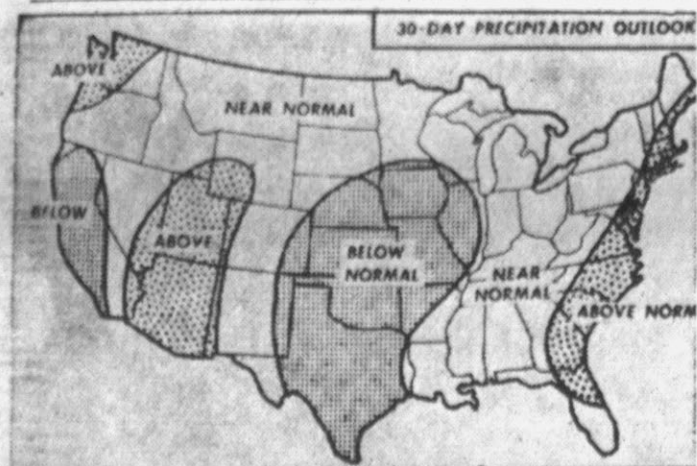 30-DAY PRECIPITATION OUTLOOK
ABOVE
NEAR NORMAL
BELOW
ABOVE
BELOW
NORMAL
NEAR
NORMAL
ABOVE NORM